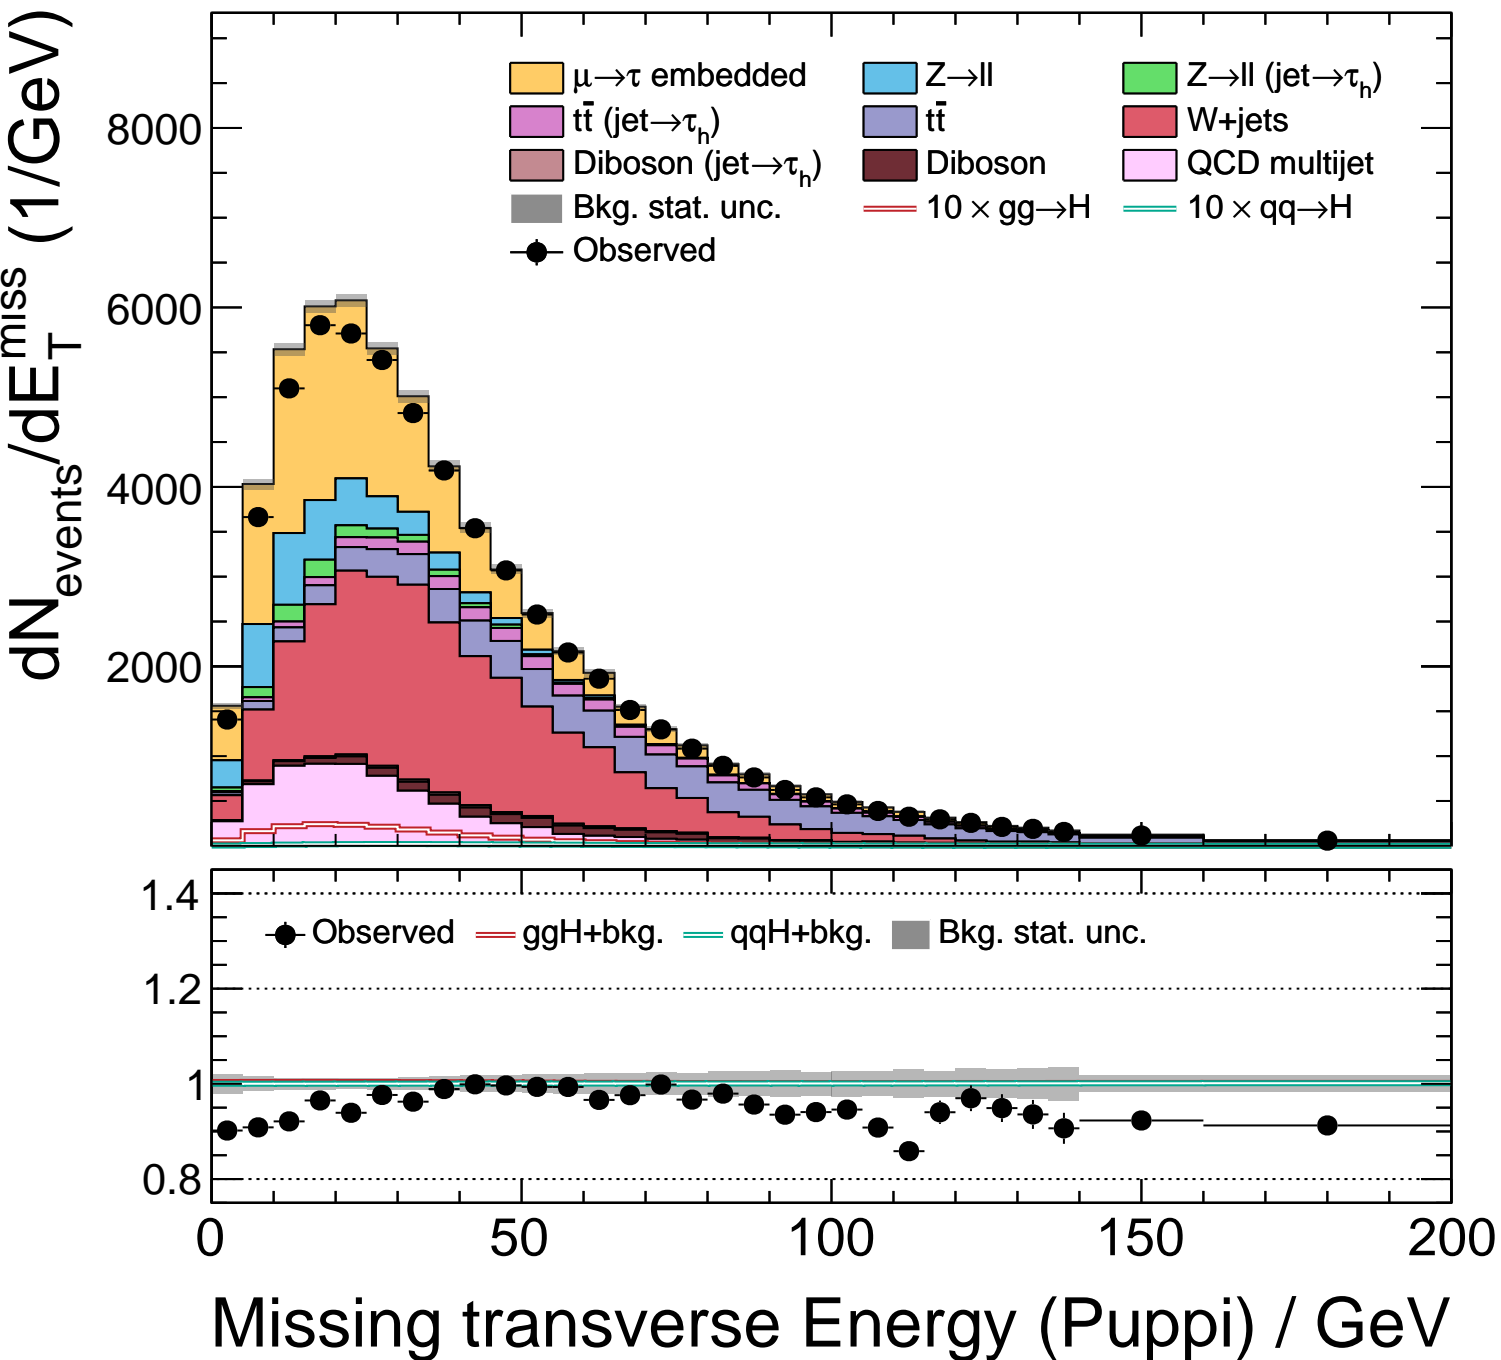 dN_events/dE_T^miss (1/GeV)
μ→τ embedded Z→ll Z→ll (jet→τ_h)
tt̄ (jet→τ_h) tt̄ W+jets
Diboson (jet→τ_h) Diboson QCD multijet
Bkg. stat. unc. 10 × gg→H 10 × qq→H
Observed
8000
6000
4000
2000
1.4
Observed ggH+bkg. qqH+bkg. Bkg. stat. unc.
1.2
1
0.8
0 50 100 150 200
Missing transverse Energy (Puppi) / GeV